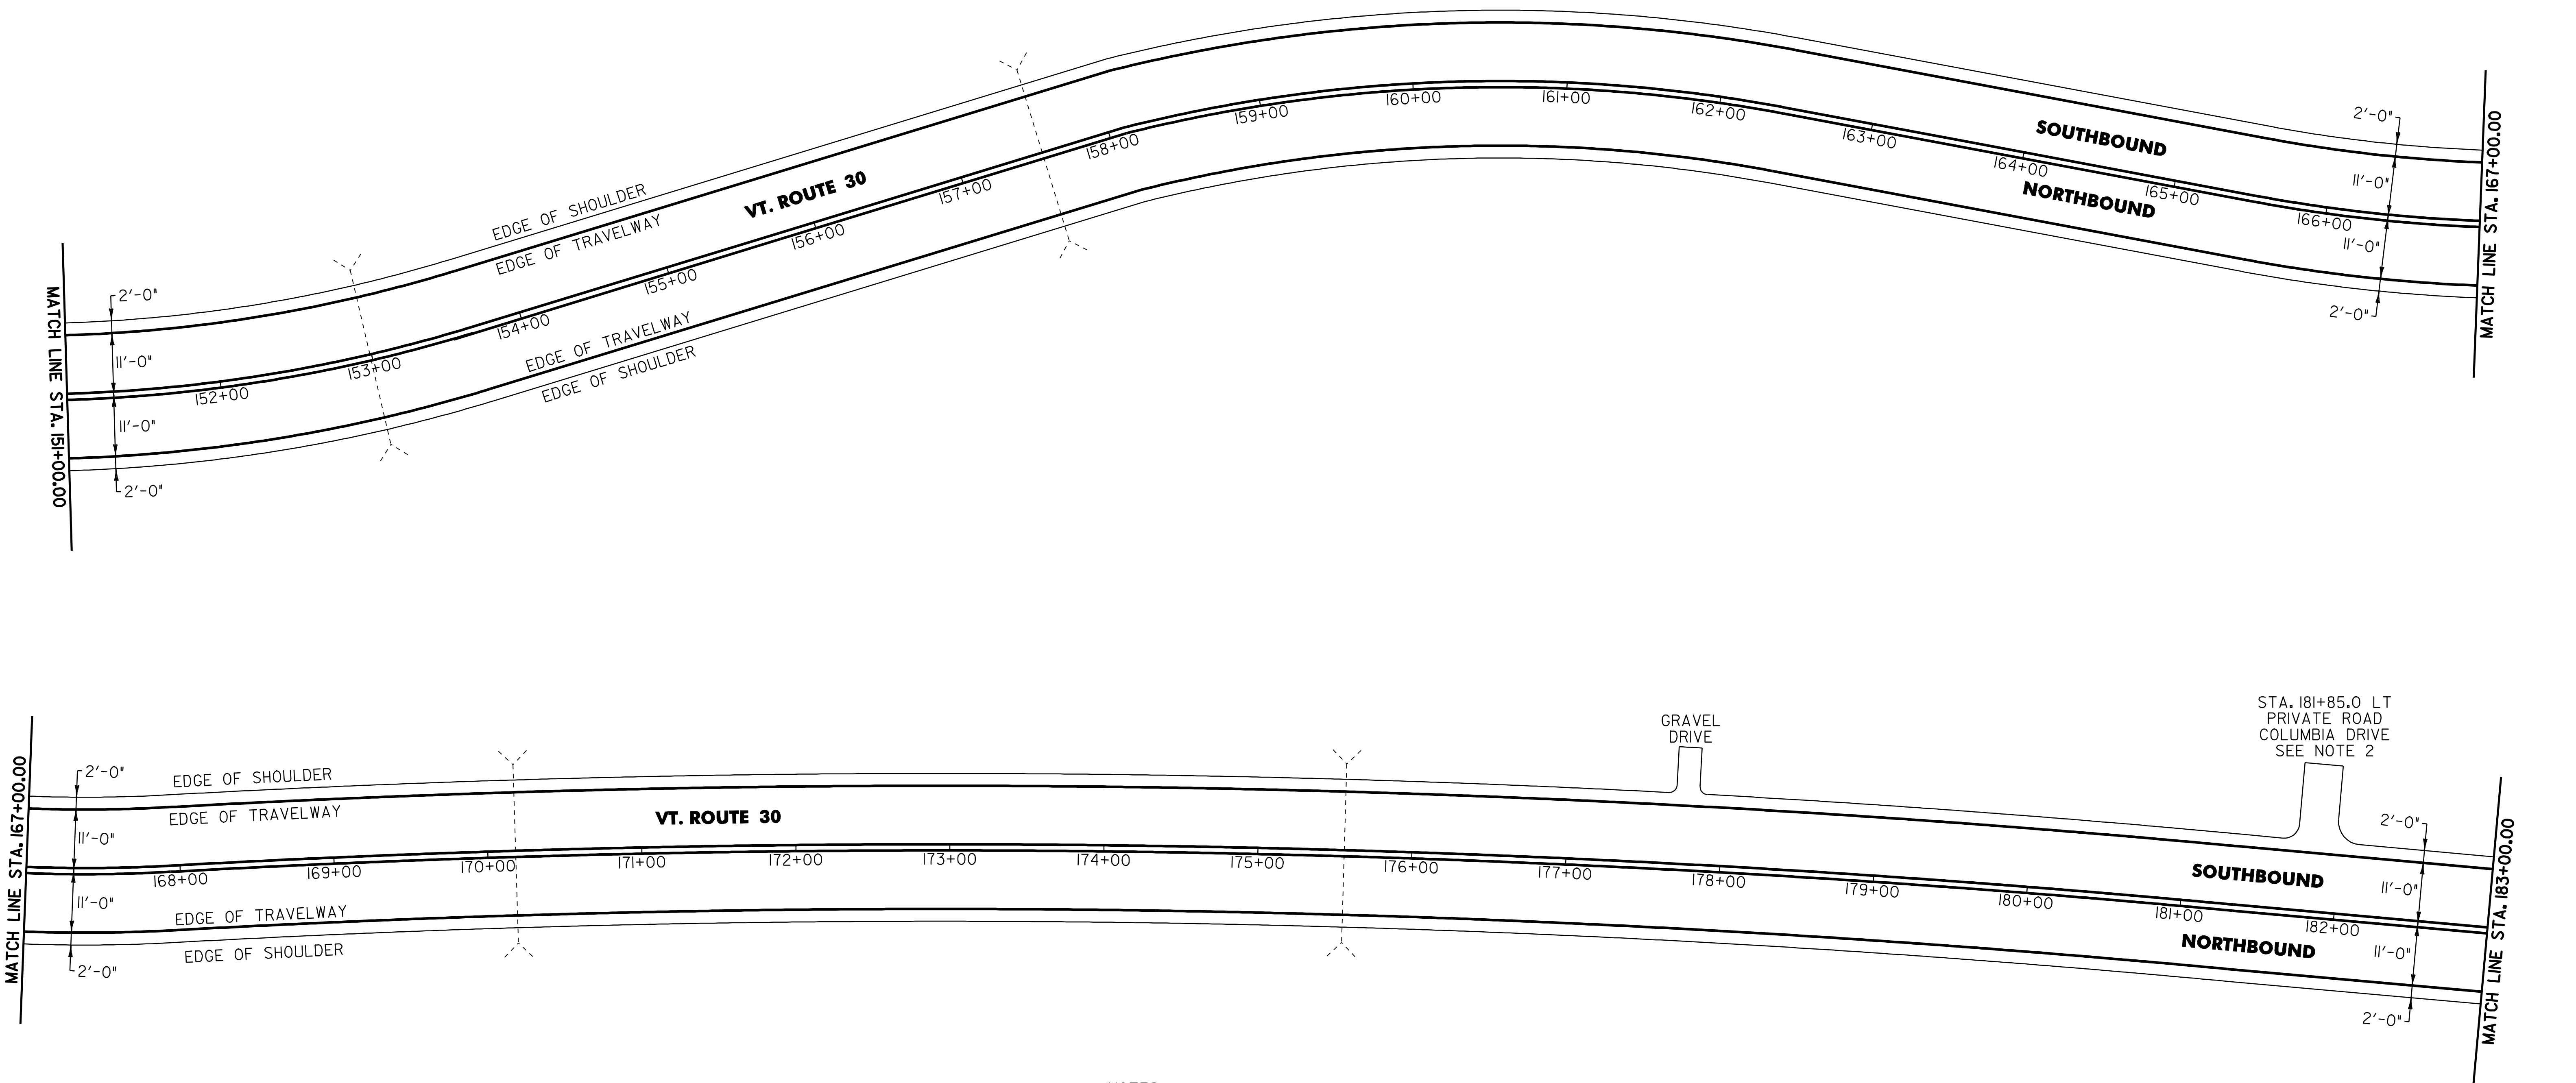 MATCH LINE STA. 151+00.00
2'-0"
11'-0"
11'-0"
2'-0"
152+00
153+00
154+00
155+00
156+00
157+00
158+00
159+00
160+00
161+00
162+00
163+00
164+00
165+00
166+00
EDGE OF SHOULDER
EDGE OF TRAVELWAY
VT. ROUTE 30
EDGE OF TRAVELWAY
EDGE OF SHOULDER
SOUTHBOUND
NORTHBOUND
2'-0"
11'-0"
11'-0"
2'-0"
MATCH LINE STA. 167+00.00
MATCH LINE STA. 167+00.00
2'-0"
11'-0"
11'-0"
2'-0"
EDGE OF SHOULDER
EDGE OF TRAVELWAY
VT. ROUTE 30
168+00
169+00
170+00
171+00
172+00
173+00
174+00
175+00
176+00
177+00
178+00
179+00
180+00
181+00
182+00
EDGE OF TRAVELWAY
EDGE OF SHOULDER
GRAVEL
DRIVE
STA. 181+85.0 LT
PRIVATE ROAD
COLUMBIA DRIVE
SEE NOTE 2
SOUTHBOUND
NORTHBOUND
2'-0"
11'-0"
11'-0"
2'-0"
MATCH LINE STA. 183+00.00